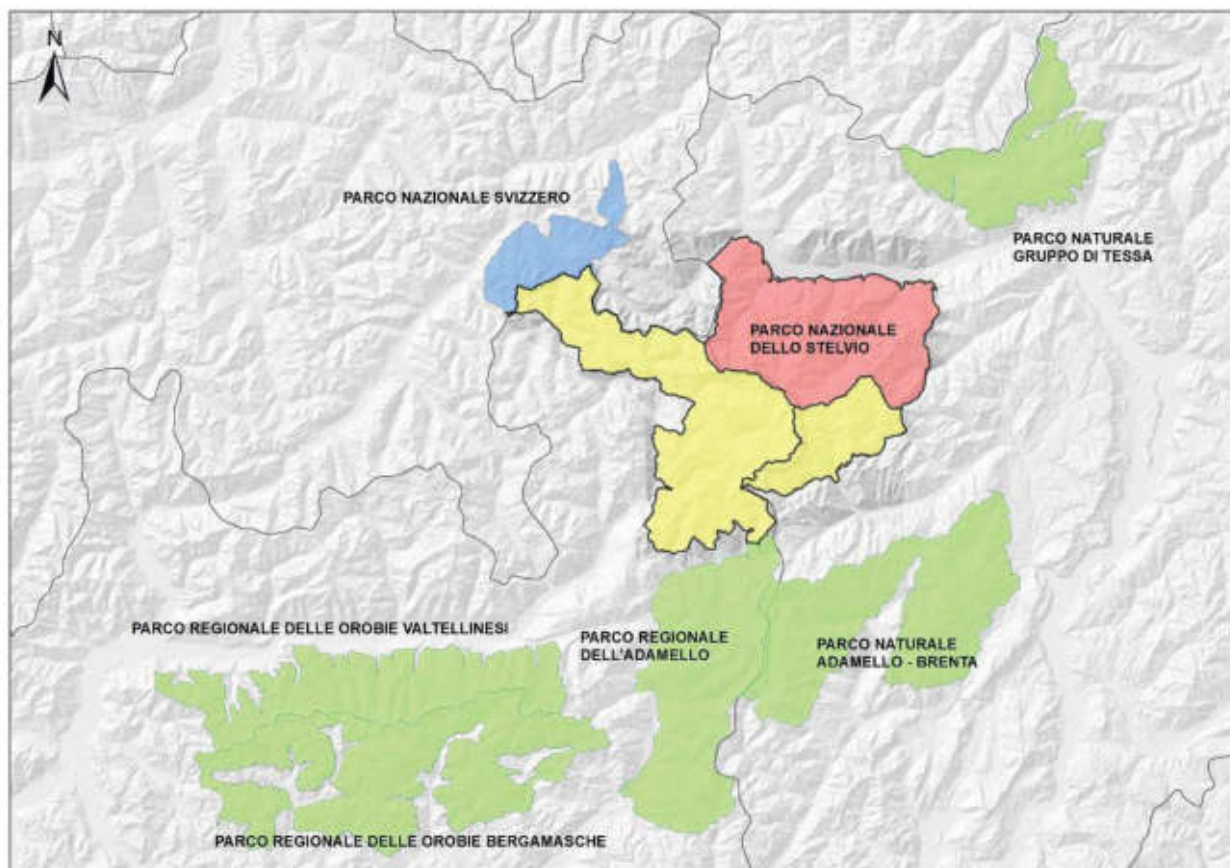 N
PARCO NAZIONALE SVIZZERO
PARCO NATURALE
GRUPPO DI TESSA
PARCO NAZIONALE
DELLO STELVIO
PARCO REGIONALE DELLE OROBIE VALTELLINESI
PARCO REGIONALE
DELL'ADAMELLO
PARCO NATURALE
ADAMELLO - BRENTA
PARCO REGIONALE DELLE OROBIE BERGAMASCHE